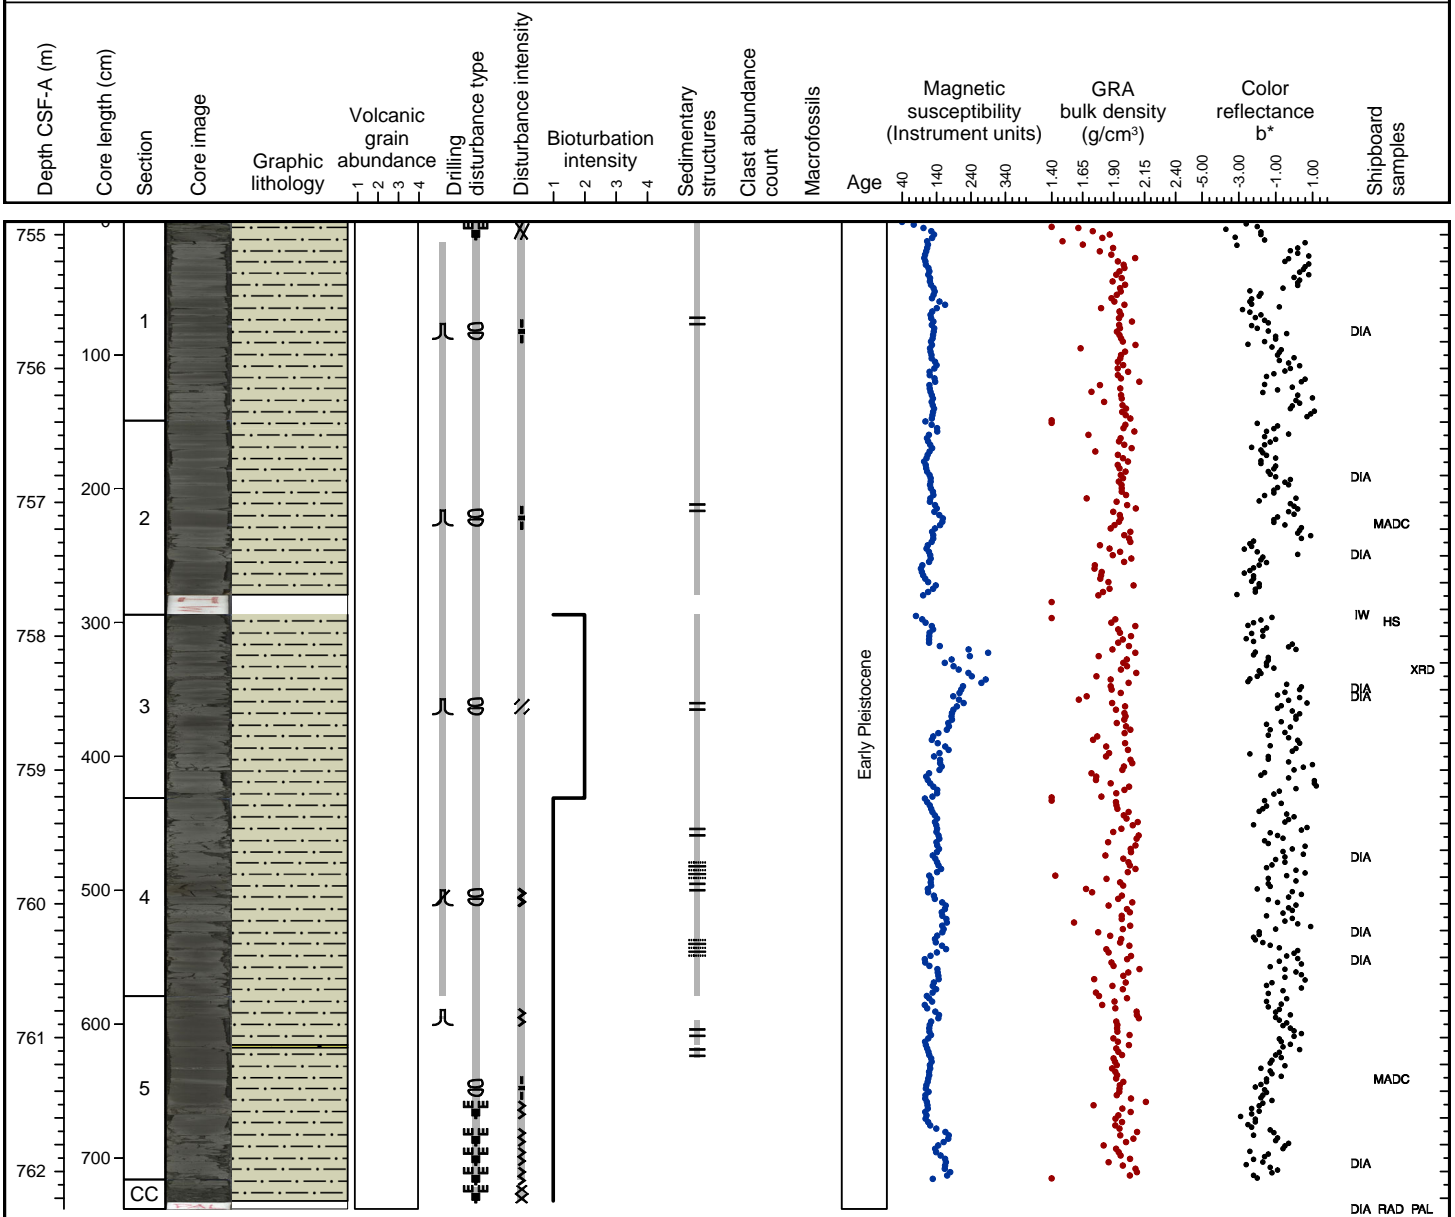 Depth CSF-A (m)
Core length (cm)
Section
Core image
Graphic
lithology
Volcanic
grain
abundance
1 2 3 4
Drilling
disturbance type
Disturbance intensity
Bioturbation
intensity
1 2 3 4
Sedimentary
structures
Clast abundance
count
Macrofossils
Age
Magnetic
susceptibility
(Instrument units)
40 140 240 340
GRA
bulk density
(g/cm³)
1.40 1.65 1.90 2.15 2.40
Color
reflectance
b*
-5.00 -3.00 -1.00 1.00
Shipboard
samples
755
756
757
758
759
760
761
762
0
100
200
300
400
500
600
700
1
2
3
4
5
CC
Early Pleistocene
DIA
DIA
MADC
DIA
IW HS
XRD
DIA
DIA
DIA
DIA
DIA
MADC
DIA
DIA RAD PAL